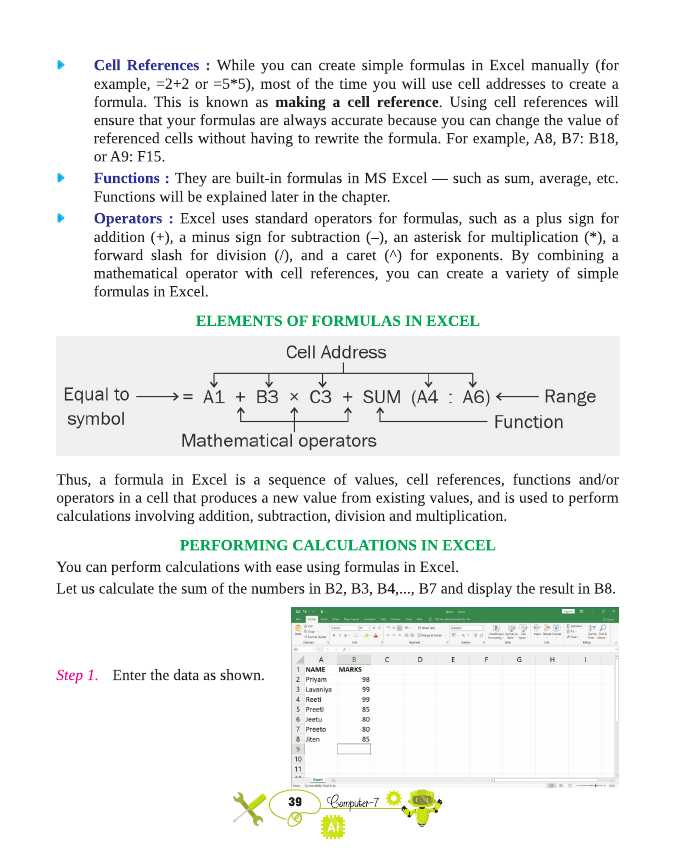 Cell References : While you can create simple formulas in Excel manually (for
example, =2+2 or =5*5), most of the time you will use cell addresses to create a
formula. This is known as making a cell reference. Using cell references will
ensure that your formulas are always accurate because you can change the value of
referenced cells without having to rewrite the formula. For example, A8, B7: B18,
or A9: F15.
Functions : They are built-in formulas in MS Excel — such as sum, average, etc.
Functions will be explained later in the chapter.
Operators : Excel uses standard operators for formulas, such as a plus sign for
addition (+), a minus sign for subtraction (–), an asterisk for multiplication (*), a
forward slash for division (/), and a caret (^) for exponents. By combining a
mathematical operator with cell references, you can create a variety of simple
formulas in Excel.
ELEMENTS OF FORMULAS IN EXCEL
Cell Address
Equal to symbol
= A1 + B3 × C3 + SUM (A4 : A6)
Range
Function
Mathematical operators
Thus, a formula in Excel is a sequence of values, cell references, functions and/or
operators in a cell that produces a new value from existing values, and is used to perform
calculations involving addition, subtraction, division and multiplication.
PERFORMING CALCULATIONS IN EXCEL
You can perform calculations with ease using formulas in Excel.
Let us calculate the sum of the numbers in B2, B3, B4,..., B7 and display the result in B8.
Step 1. Enter the data as shown.
A B C D E F G H I
1 NAME MARKS
2 Priyam 98
3 Lavaniya 99
4 Reeti 99
5 Preeti 85
6 Jeetu 80
7 Preeto 80
8 Jiten 85
9
10
11
39 Computer-7
AI